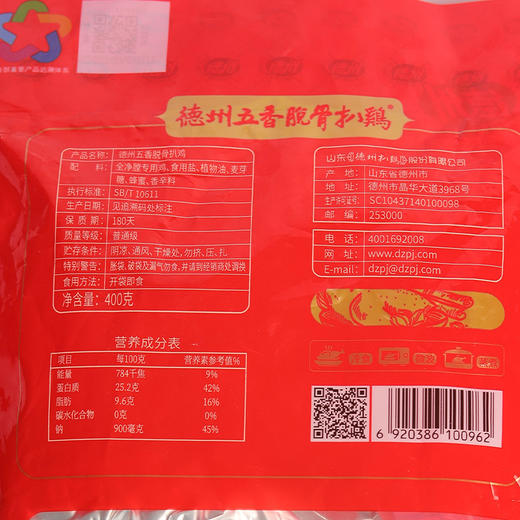 德州五香脱骨扒鸡®
产品名称: 德州五香脱骨扒鸡
配 料: 全净膛专用鸡、食用盐、植物油、麦芽
糖、蜂蜜、香辛料
执行标准: SB/T 10611
生产日期: 见追溯码处标注
保 质 期: 180天
质量等级: 普通级
贮存条件: 阴凉、通风、干燥处, 勿挤、压、扎
特别警告: 胀袋、破袋及漏气勿食, 并请到经销商处调换
食用方法: 开袋即食
净含量: 400克
营养成分表
项目 每100克 营养素参考值%
能量 784千焦 9%
蛋白质 25.2克 42%
脂肪 9.6克 16%
碳水化合物 0克 0%
钠 900毫克 45%
山东省德州扒鸡股份有限公司
产 地: 山东省德州市
地 址: 德州市晶华大道3968号
生产许可证号: SC10437140100098
邮 编: 253000
电 话: 4001692008
网 址: www.dzpj.com
E-mail: dzpj@dzpj.com
6 920386 100962